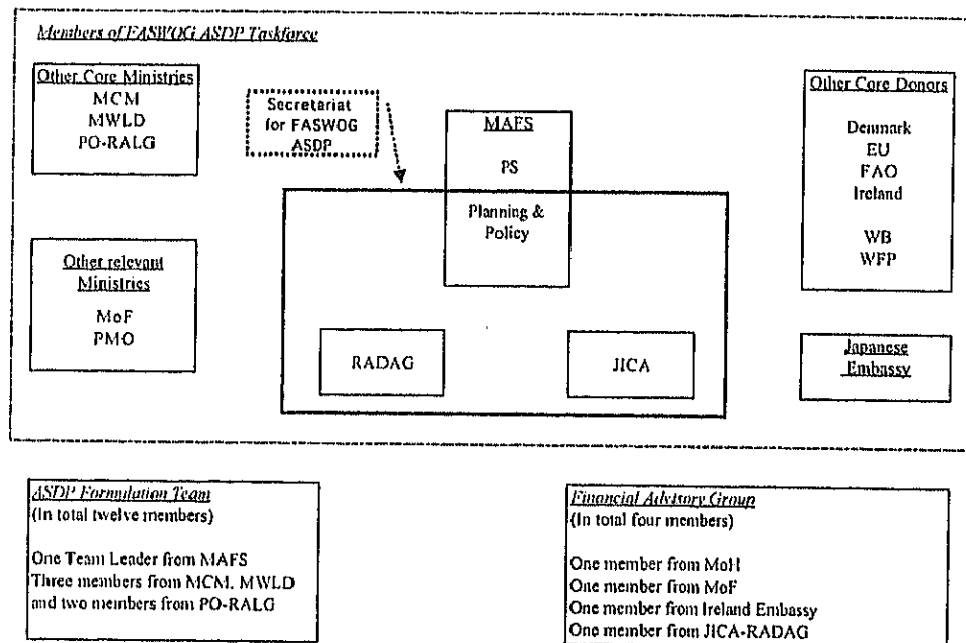 Members of FASWOG ASDP Taskforce
Other Core Ministries
MCM
MWLD
PO-RALG
Secretariat
for FASWOG
ASDP
MAFS
PS
Planning &
Policy
Other Core Donors
Denmark
EU
FAO
Ireland
WB
WFP
Other relevant
Ministries
MoF
PMO
RADAG
JICA
Japanese
Embassy
ASDP Formulation Team
(In total twelve members)
One Team Leader from MAFS
Three members from MCM, MWLD
and two members from PO-RALG
Financial Advisory Group
(In total four members)
One member from MoH
One member from MoF
One member from Ireland Embassy
One member from JICA-RADAG